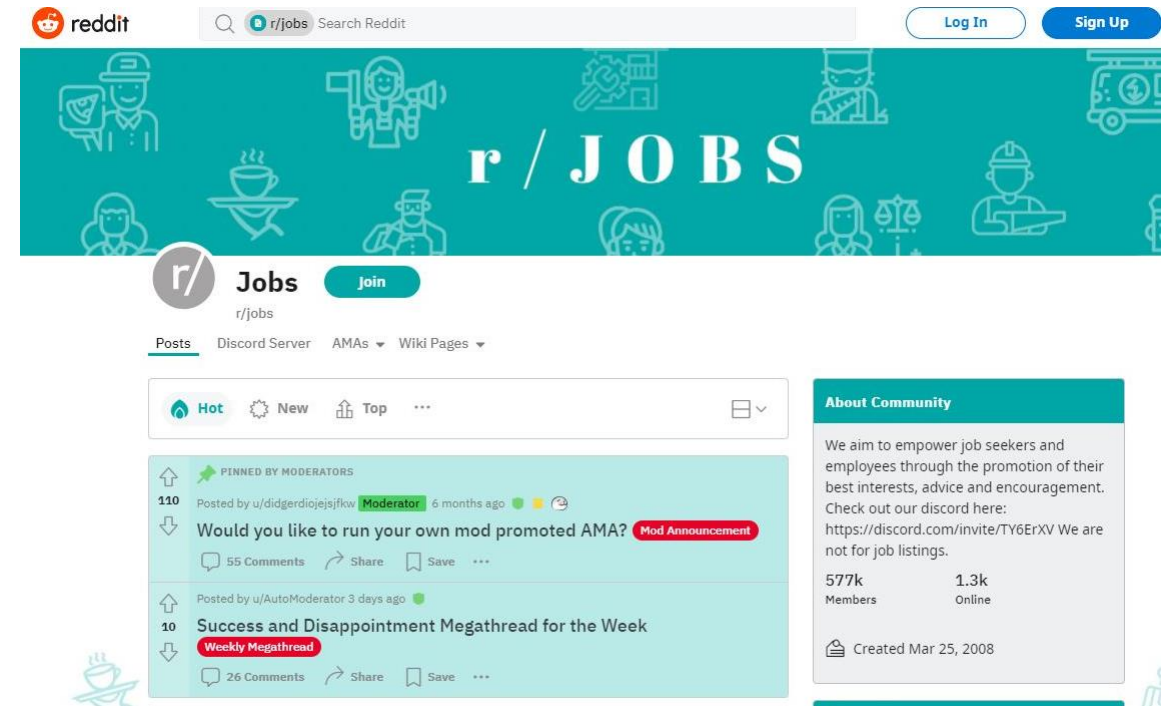 reddit
r/jobs Search Reddit
Log In
Sign Up
r/JOBS
r/
Jobs
Join
r/jobs
Posts Discord Server AMAs Wiki Pages
Hot New Top ...
PINNED BY MODERATORS
110
Posted by u/didgerdiojejsjfkw Moderator 6 months ago
Would you like to run your own mod promoted AMA? Mod Announcement
55 Comments Share Save ...
Posted by u/AutoModerator 3 days ago
10
Success and Disappointment Megathread for the Week
Weekly Megathread
26 Comments Share Save ...
About Community
We aim to empower job seekers and
employees through the promotion of their
best interests, advice and encouragement.
Check out our discord here:
https://discord.com/invite/TY6ErXV We are
not for job listings.
577k 1.3k
Members Online
Created Mar 25, 2008